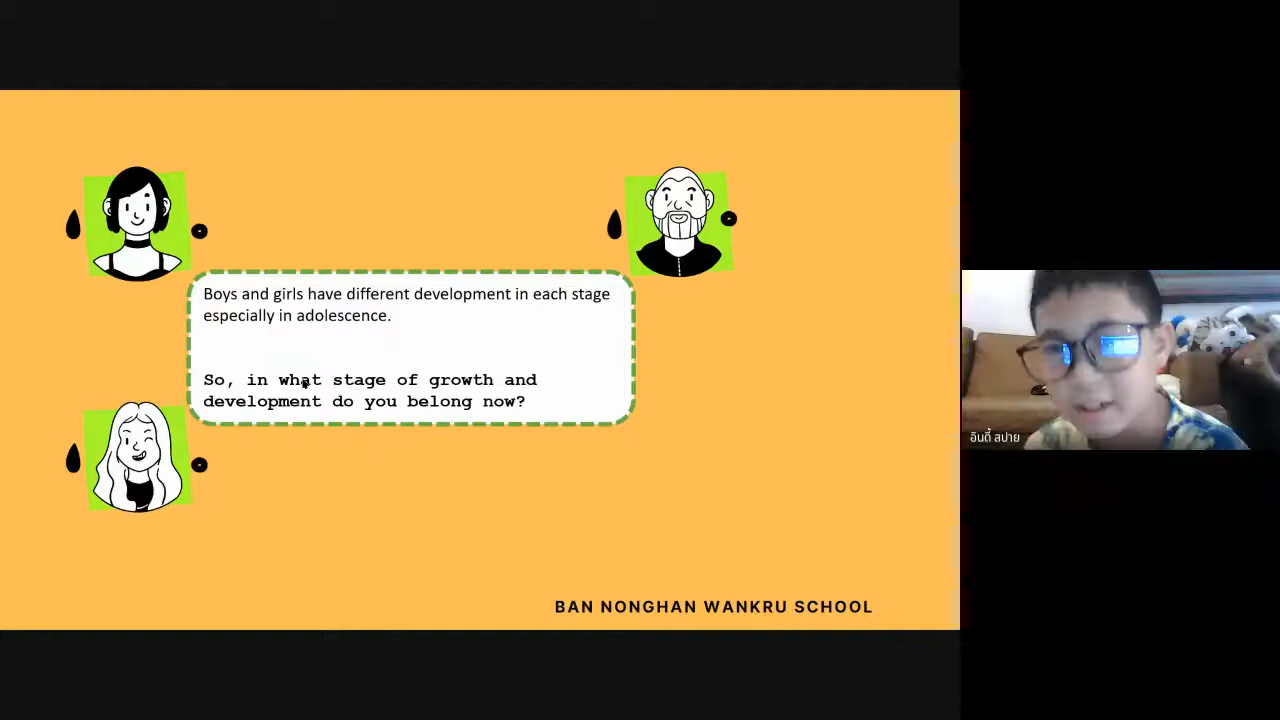 Boys and girls have different development in each stage
especially in adolescence.
So, in what stage of growth and
development do you belong now?
อินดี้ สปาย
BAN NONGHAN WANKRU SCHOOL